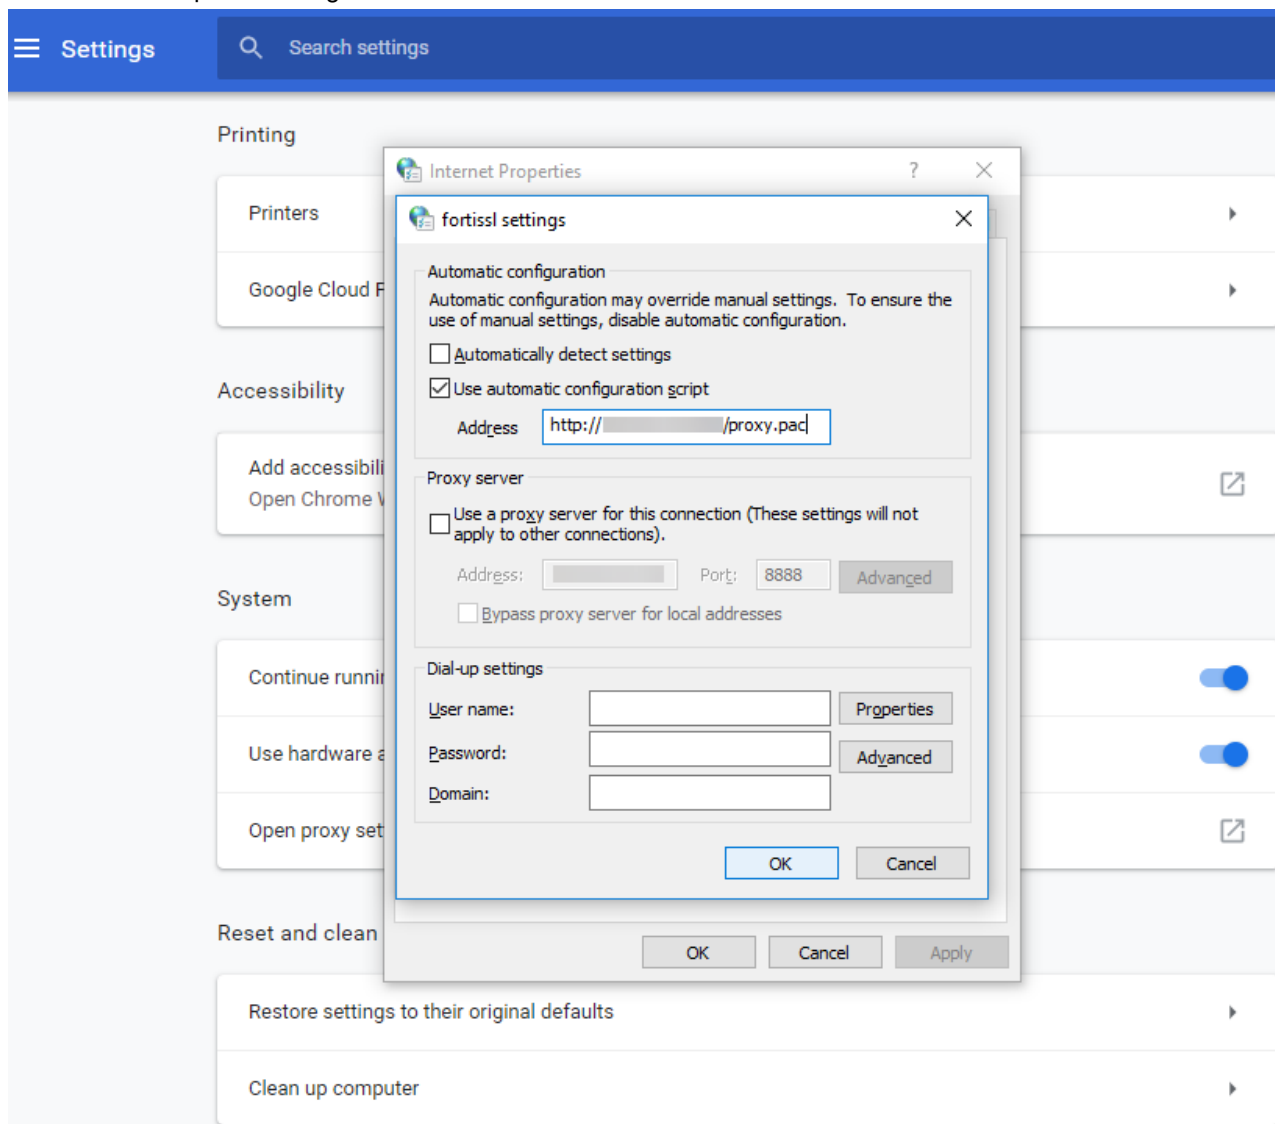 Settings
Search settings
Printing
Internet Properties
?
Printers
fortissl settings
Automatic configuration
Google Cloud
Automatic configuration may override manual settings. To ensure the
use of manual settings, disable automatic configuration.
Automatically detect settings
Accessibility
Use automatic configuration script
Address
http://
/proxy.pac
Add
Open Chrome
Proxy server
Use a proxy server for this connection (These settings will not
apply to other connections).
Address:
Port:
8888
Advanced
System
Bypass proxy server for local addresses
Dial-up settings
Continue
User name:
Properties
Use hardware
Password:
Advanced
Domain:
Open proxy
OK
Cancel
Reset and clean
OK
Cancel
Apply
Restore settings to their original defaults
Clean up computer